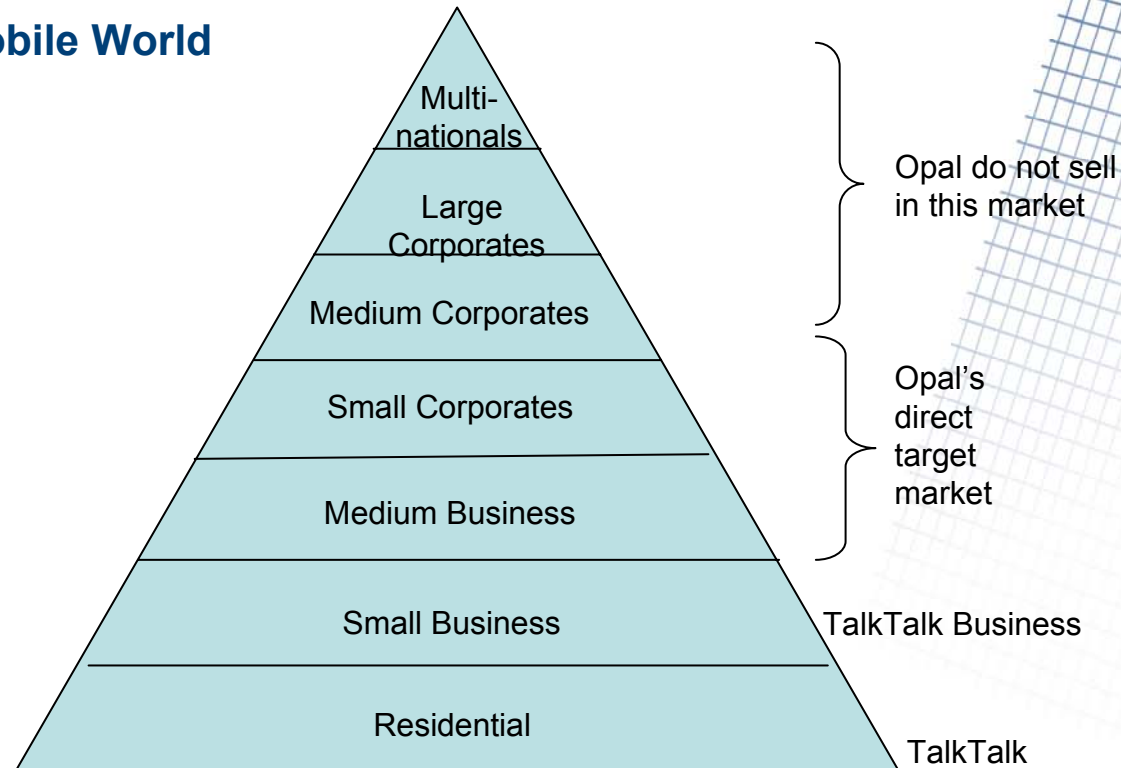 obile World
Multi-
nationals
Large
Corporates
Medium Corporates
Small Corporates
Medium Business
Small Business
Residential
Opal do not sell
in this market
Opal's
direct
target
market
TalkTalk Business
TalkTalk